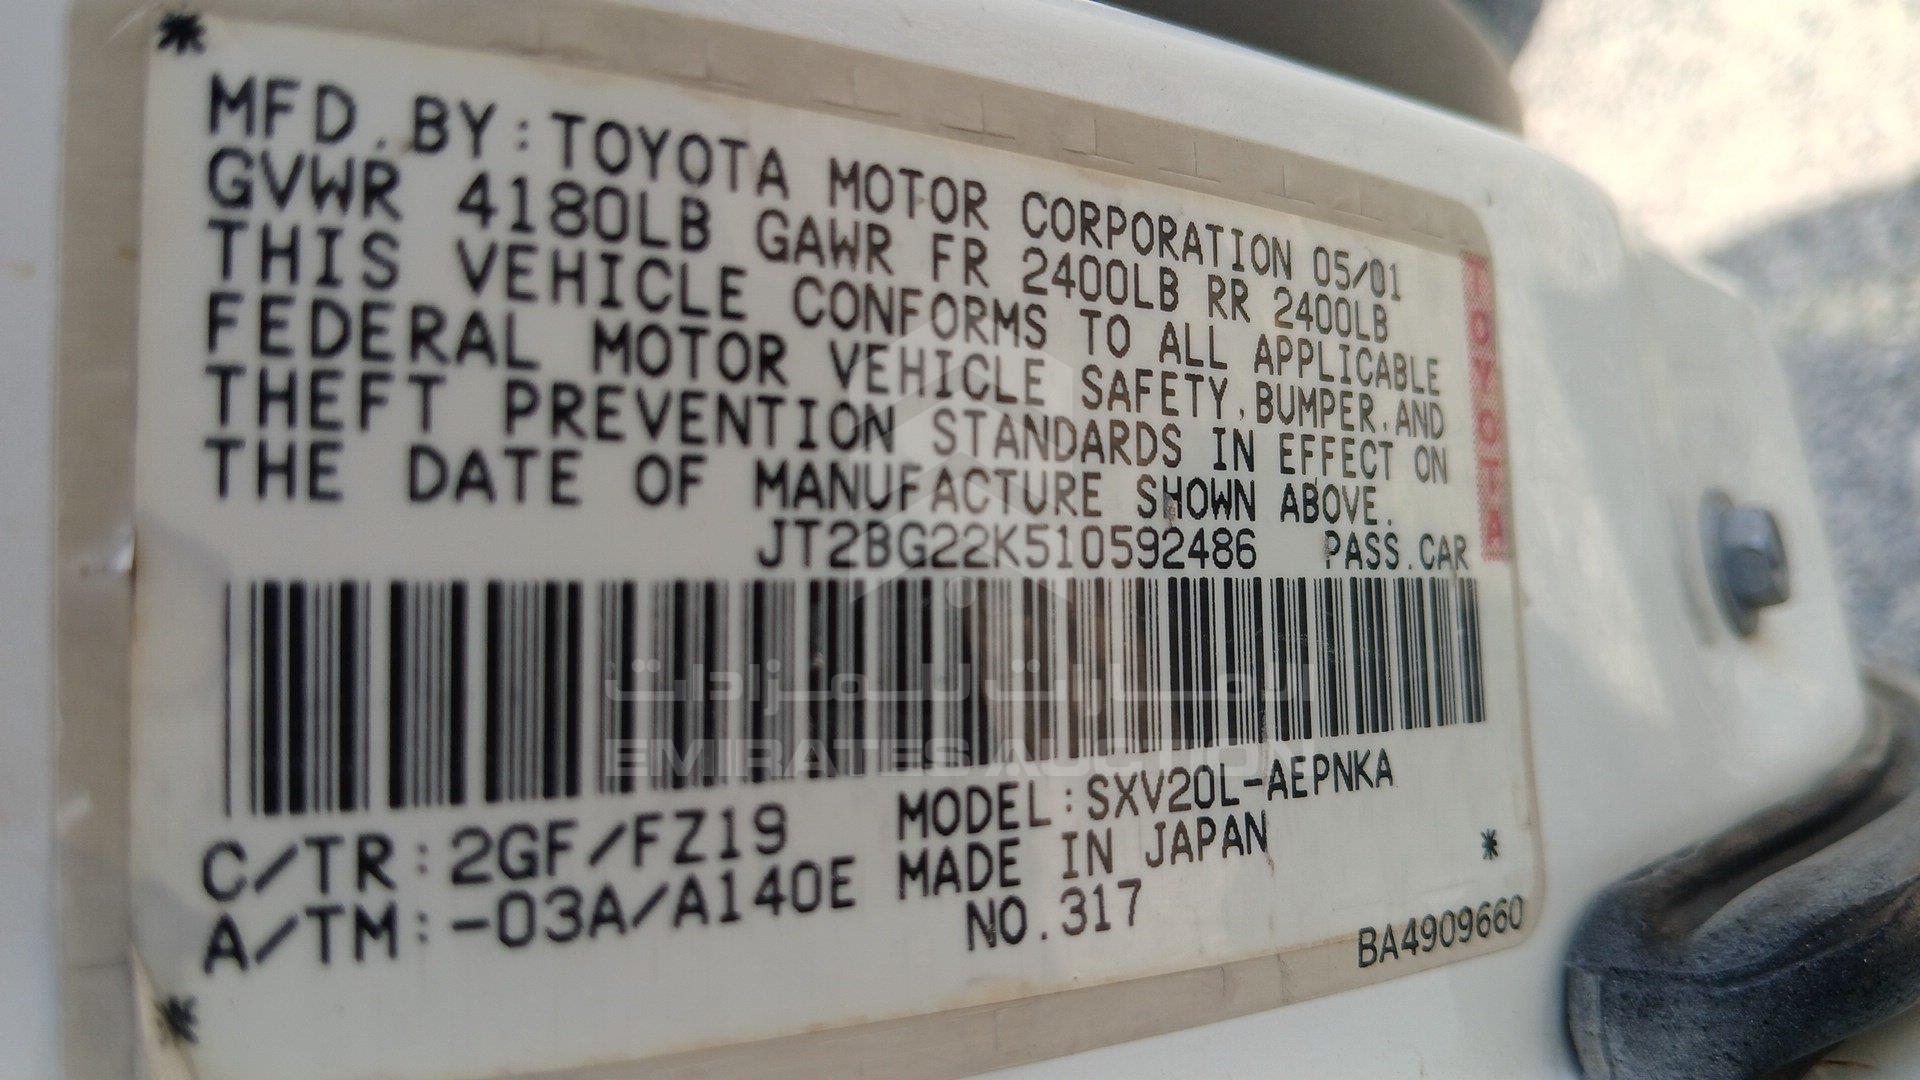 MFD.BY:TOYOTA MOTOR CORPORATION 05/01
GVWR 4180LB GAWR FR 2400LB RR 2400LB
THIS VEHICLE CONFORMS TO ALL APPLICABLE
FEDERAL MOTOR VEHICLE SAFETY,BUMPER,AND
THEFT PREVENTION STANDARDS IN EFFECT ON
THE DATE OF MANUFACTURE SHOWN ABOVE.
JT2BG22K510592486 PASS.CAR
TOYOTA
الإمارات للمزادات
EMIRATES AUCTION
C/TR:2GF/FZ19 MODEL:SXV20L-AEPNKA
A/TM:-03A/A140E MADE IN JAPAN
NO.317
BA4909660